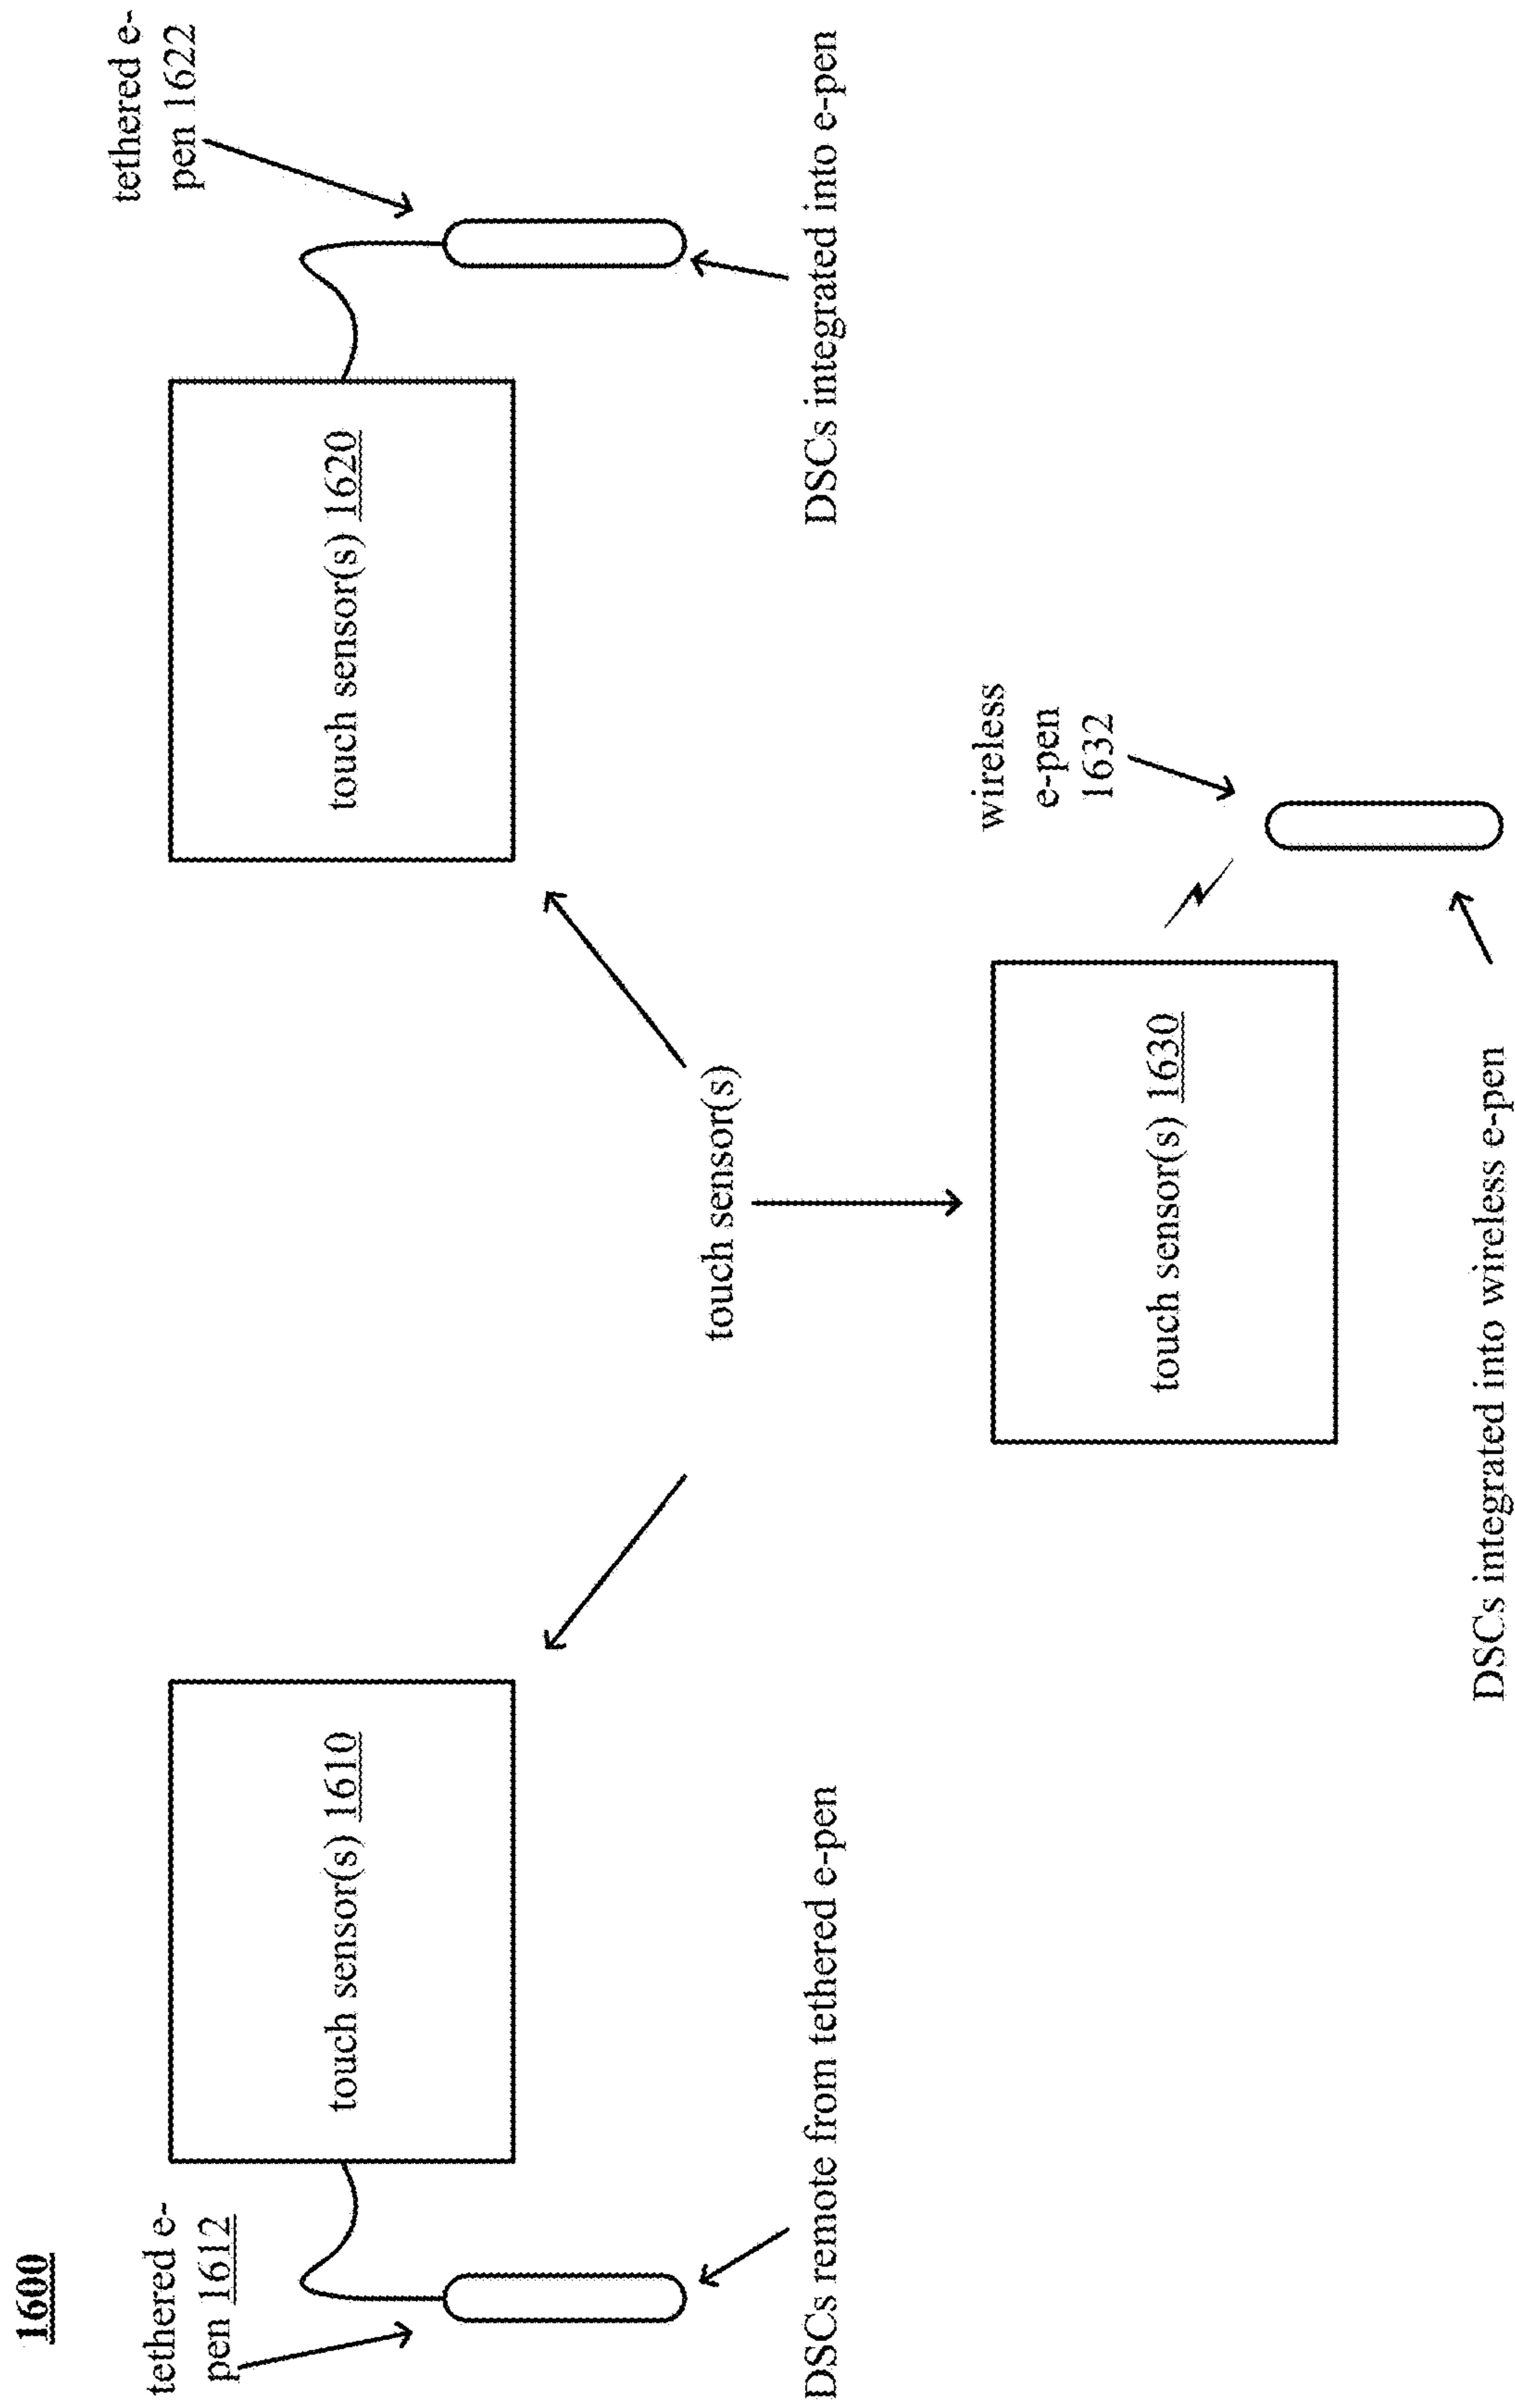 1600
tethered e-
pen 1612
touch sensor(s) 1610
DSCs remote from tethered e-pen
touch sensor(s)
tethered e-
pen 1622
touch sensor(s) 1620
DSCs integrated into e-pen
wireless
e-pen
1632
touch sensor(s) 1630
DSCs integrated into wireless e-pen